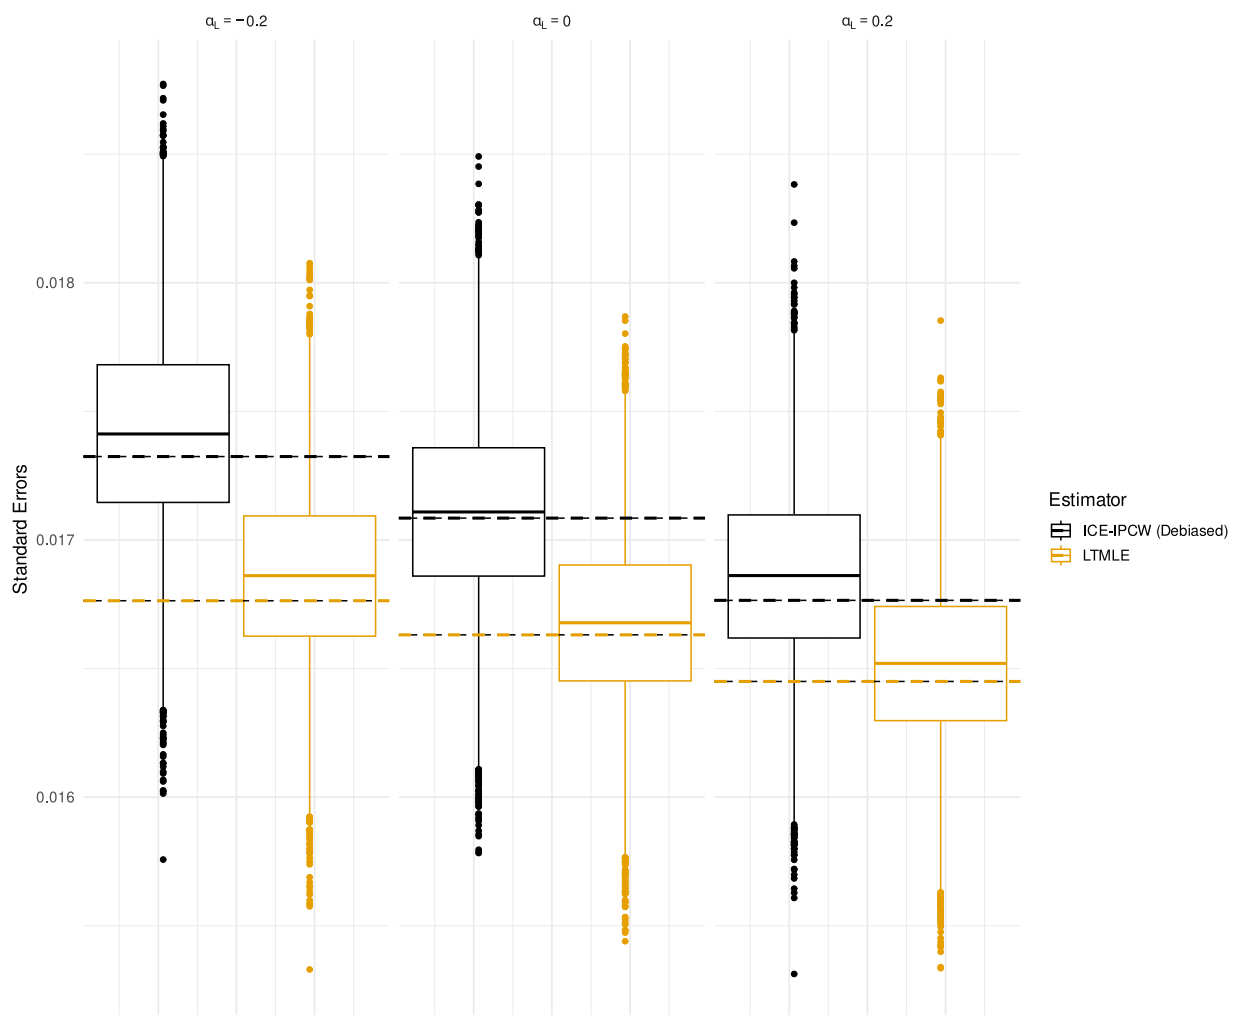 α_L = −0.2
α_L = 0
α_L = 0.2
Standard Errors
0.018
0.017
0.016
Estimator
ICE-IPCW (Debiased)
LTMLE